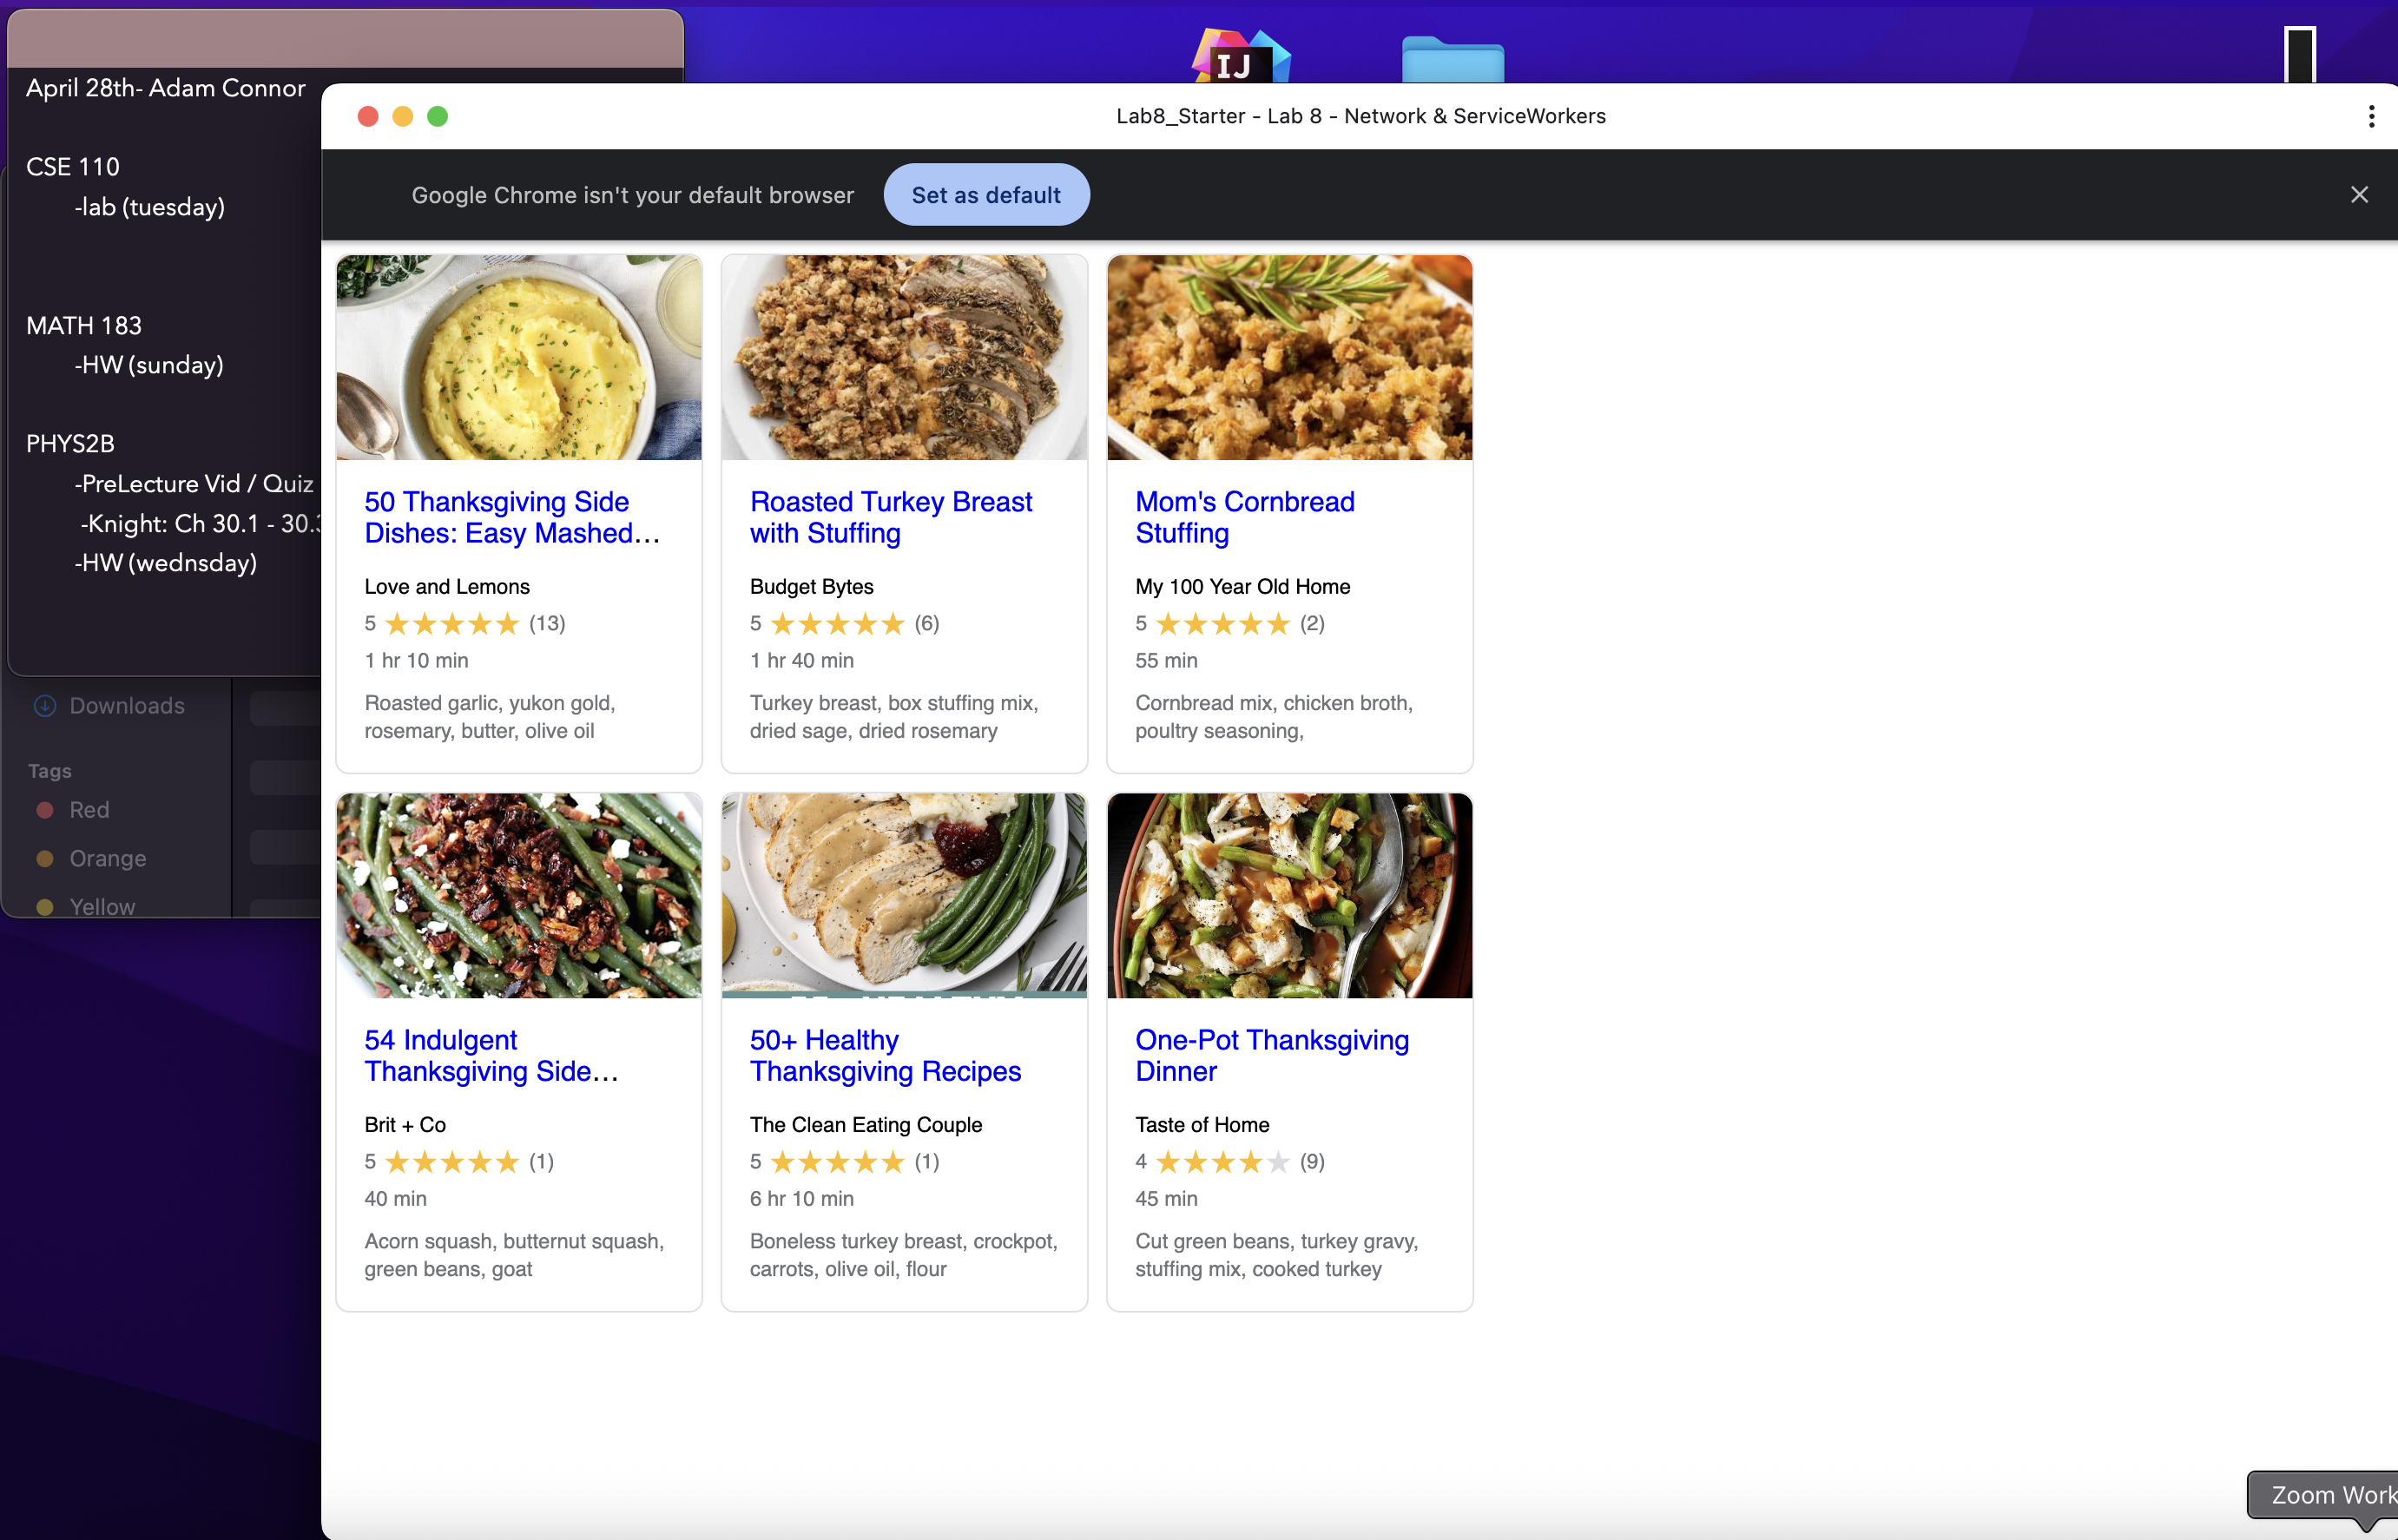 April 28th- Adam Connor
CSE 110
-lab (tuesday)
MATH 183
-HW (sunday)
PHYS2B
-PreLecture Vid / Quiz
-Knight: Ch 30.1 - 30.3
-HW (wednsday)
Downloads
Tags
Red
Orange
Yellow
IJ
Lab8_Starter - Lab 8 - Network & ServiceWorkers
Google Chrome isn't your default browser
Set as default
50 Thanksgiving Side
Dishes: Easy Mashed...
Love and Lemons
5 ★★★★★ (13)
1 hr 10 min
Roasted garlic, yukon gold,
rosemary, butter, olive oil
Roasted Turkey Breast
with Stuffing
Budget Bytes
5 ★★★★★ (6)
1 hr 40 min
Turkey breast, box stuffing mix,
dried sage, dried rosemary
Mom's Cornbread
Stuffing
My 100 Year Old Home
5 ★★★★★ (2)
55 min
Cornbread mix, chicken broth,
poultry seasoning,
54 Indulgent
Thanksgiving Side...
Brit + Co
5 ★★★★★ (1)
40 min
Acorn squash, butternut squash,
green beans, goat
50+ Healthy
Thanksgiving Recipes
The Clean Eating Couple
5 ★★★★★ (1)
6 hr 10 min
Boneless turkey breast, crockpot,
carrots, olive oil, flour
One-Pot Thanksgiving
Dinner
Taste of Home
4 ★★★★★ (9)
45 min
Cut green beans, turkey gravy,
stuffing mix, cooked turkey
Zoom Work